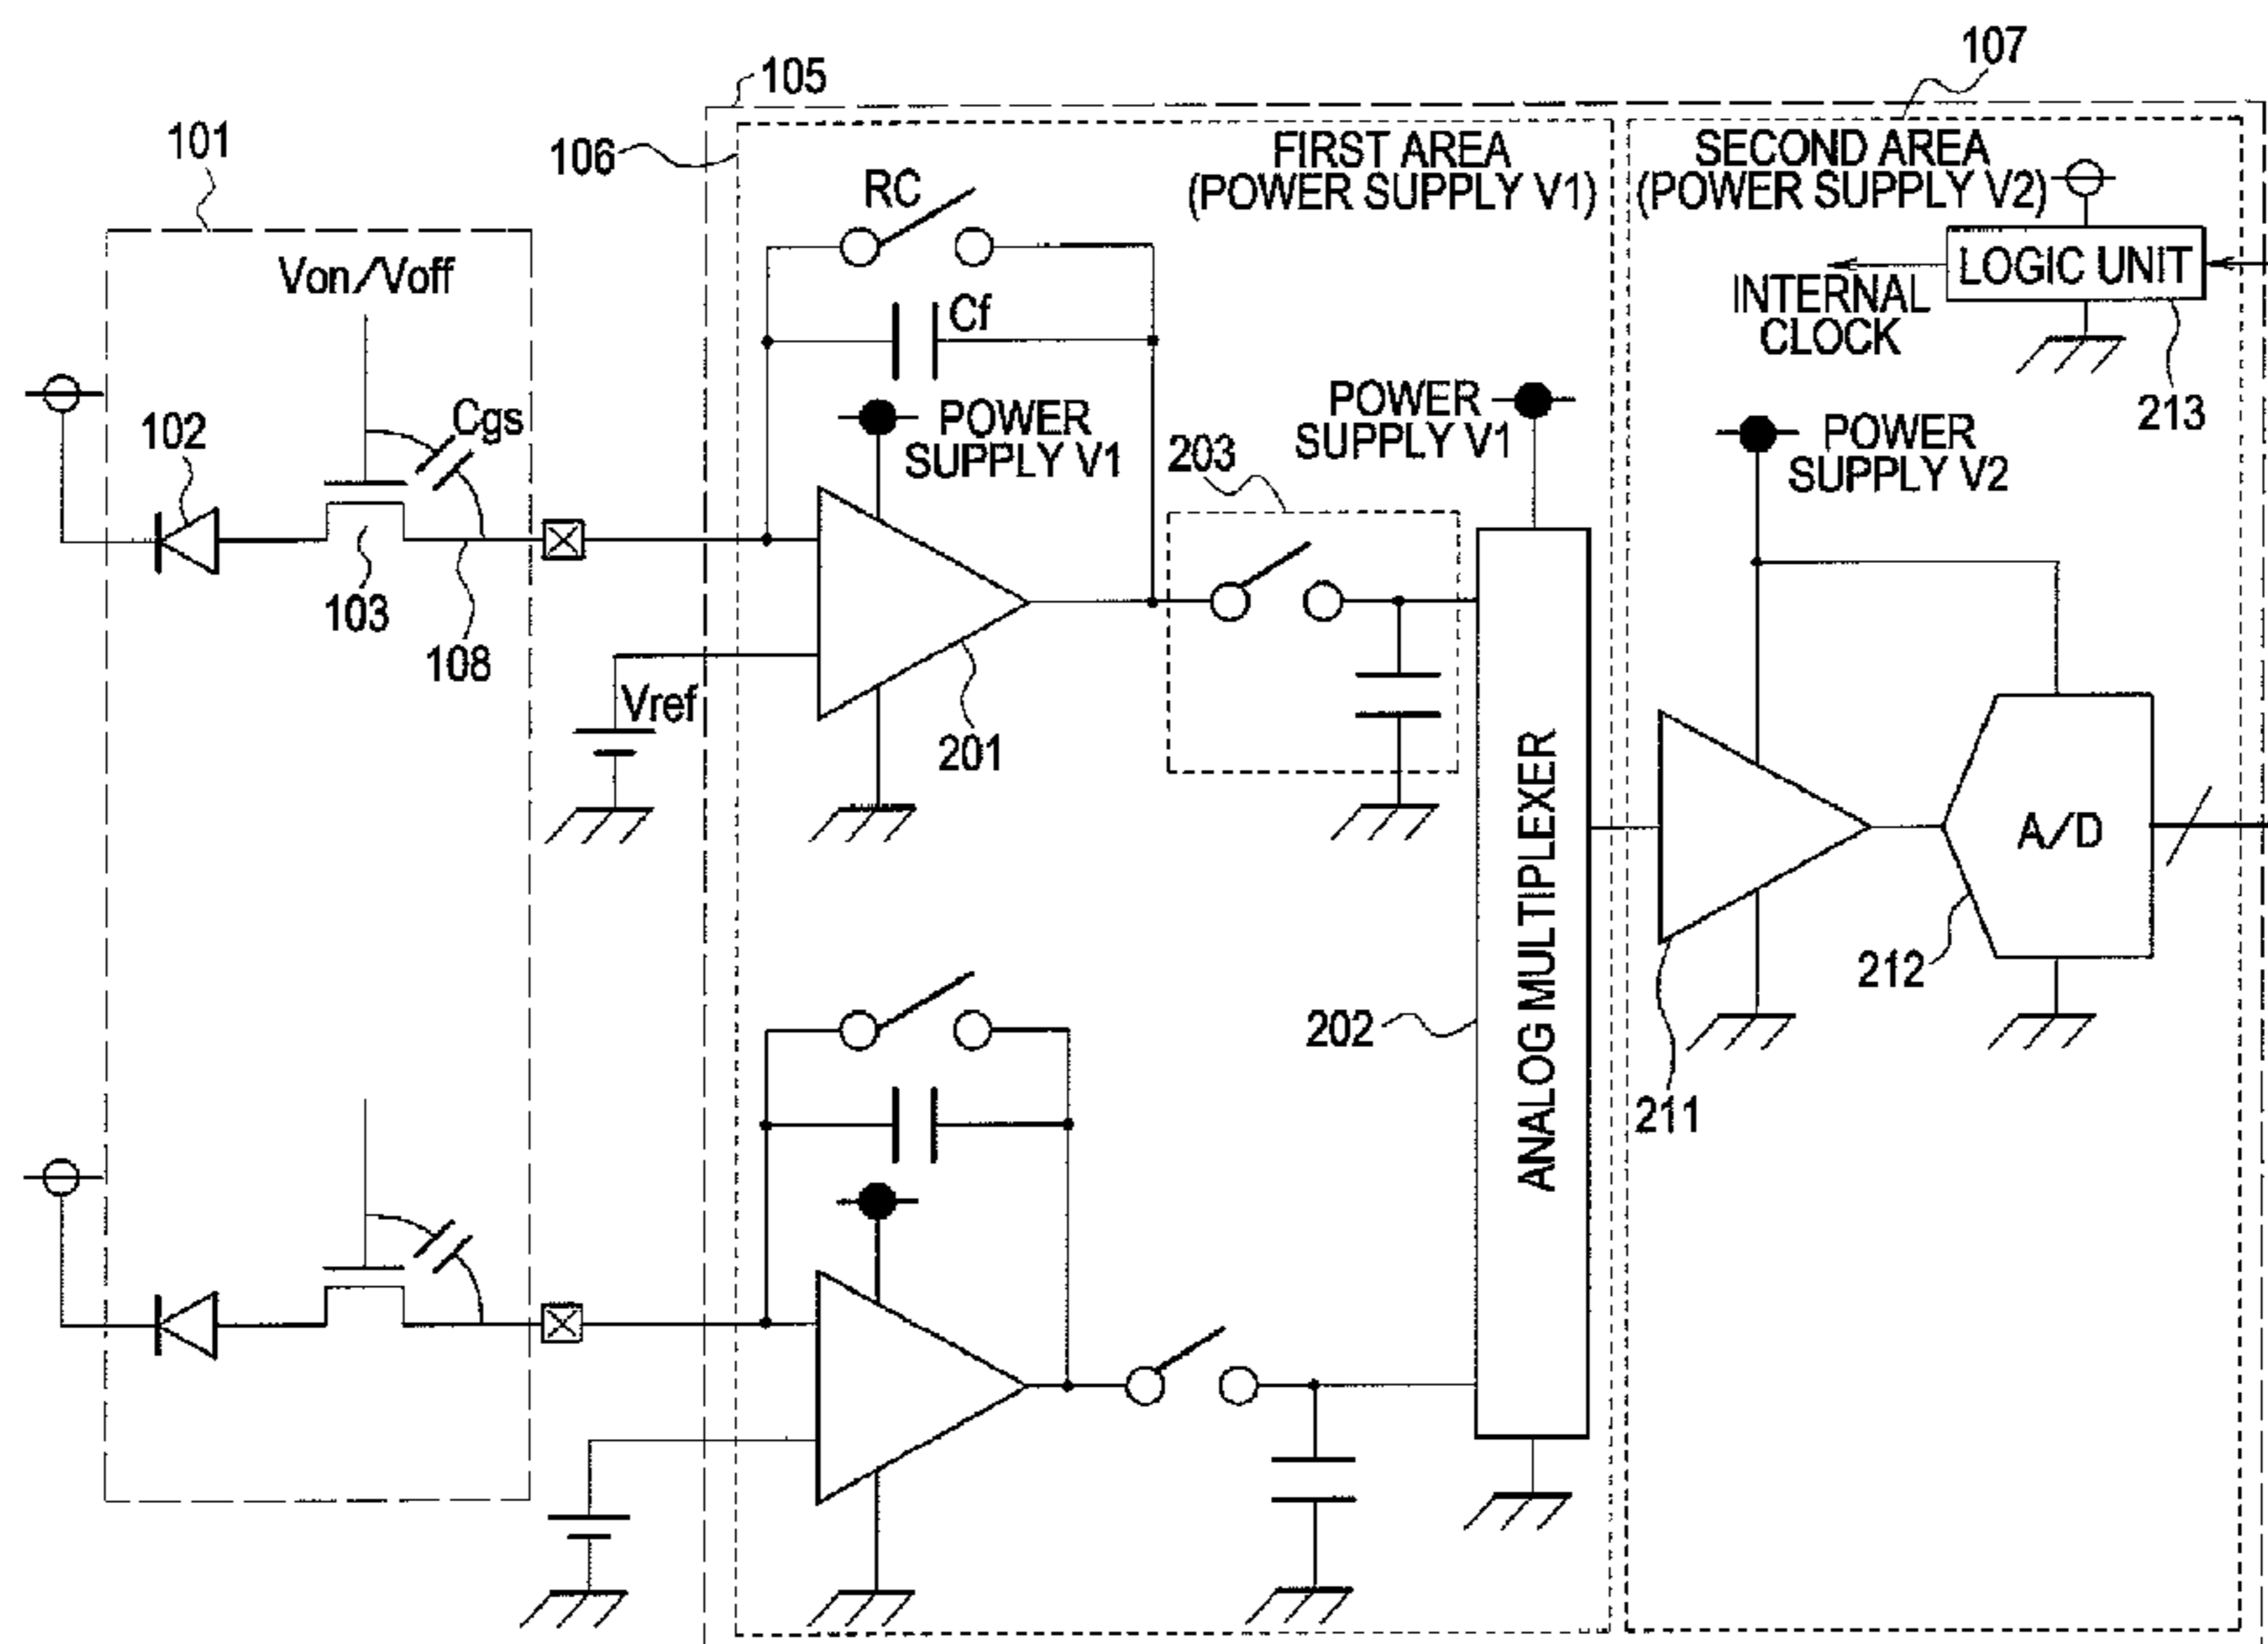 107
105
101
106
FIRST AREA
(POWER SUPPLY V1)
SECOND AREA
(POWER SUPPLY V2)
RC
Von/Voff
LOGIC UNIT
INTERNAL
CLOCK
Cf
213
102
Cgs
POWER
SUPPLY V1
POWER
SUPPLY V1
POWER
SUPPLY V2
203
103
108
Vref
201
ANALOG MULTIPLEXER
A/D
212
202
211